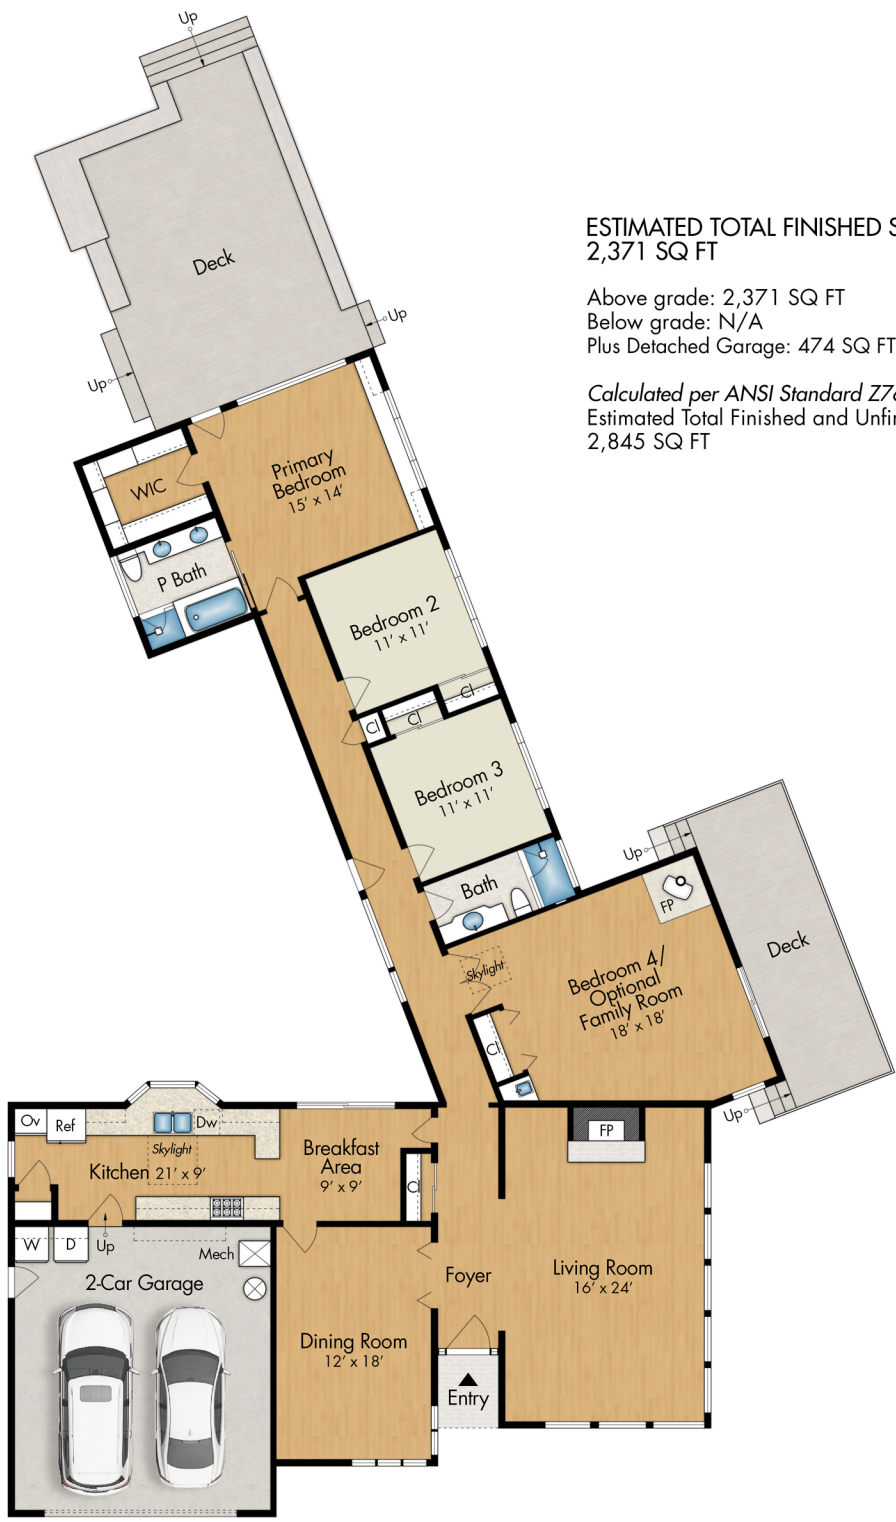 Up
Deck
Up
Up
ESTIMATED TOTAL FINISHED
2,371 SQ FT
Above grade: 2,371 SQ FT
Below grade: N/A
Plus Detached Garage: 474 SQ FT
Calculated per ANSI Standard
Estimated Total Finished and
2,845 SQ FT
Primary
Bedroom
15' x 14'
WIC
P Bath
Bedroom 2
11' x 11'
Cl
Cl
Cl
Bedroom 3
11' x 11'
Bath
Up
FP
Deck
Skylight
Bedroom 4/
Optional
Family Room
18' x 18'
Cl
Up
Ov
Ref
Dw
Skylight
Kitchen 21' x 9'
Breakfast
Area
9' x 9'
Cl
FP
W
D
Up
Mech
2-Car Garage
Foyer
Living Room
16' x 24'
Dining Room
12' x 18'
Entry